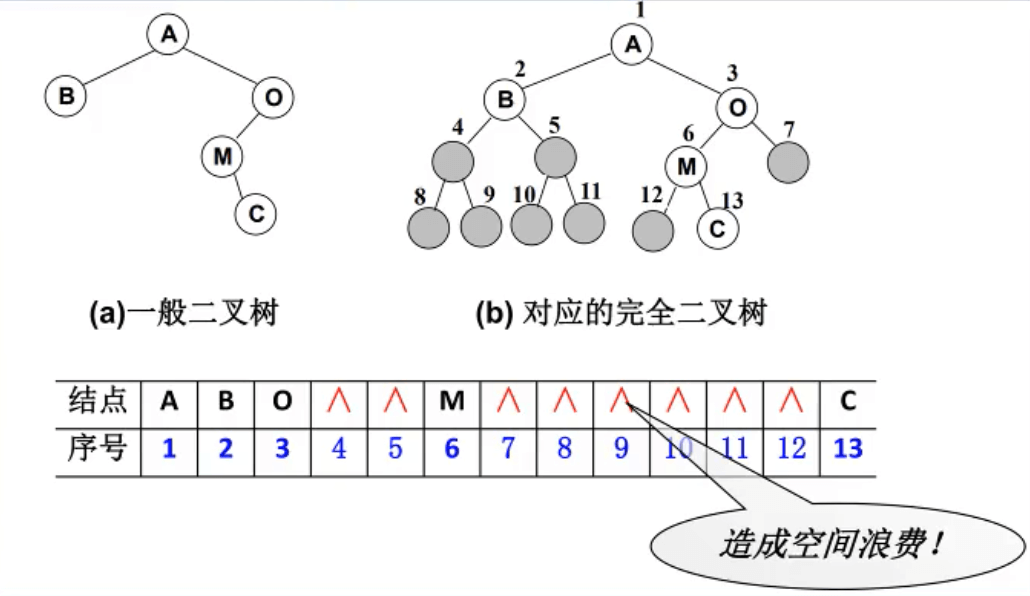 A
B
O
M
C
1
A
2
3
B
O
4
5
6
7
M
8
9
10
11
12
13
C
(a)一般二叉树
(b) 对应的完全二叉树
结点 A B O ∧ ∧ M ∧ ∧ ∧ ∧ ∧ ∧ C
序号 1 2 3 4 5 6 7 8 9 10 11 12 13
造成空间浪费！